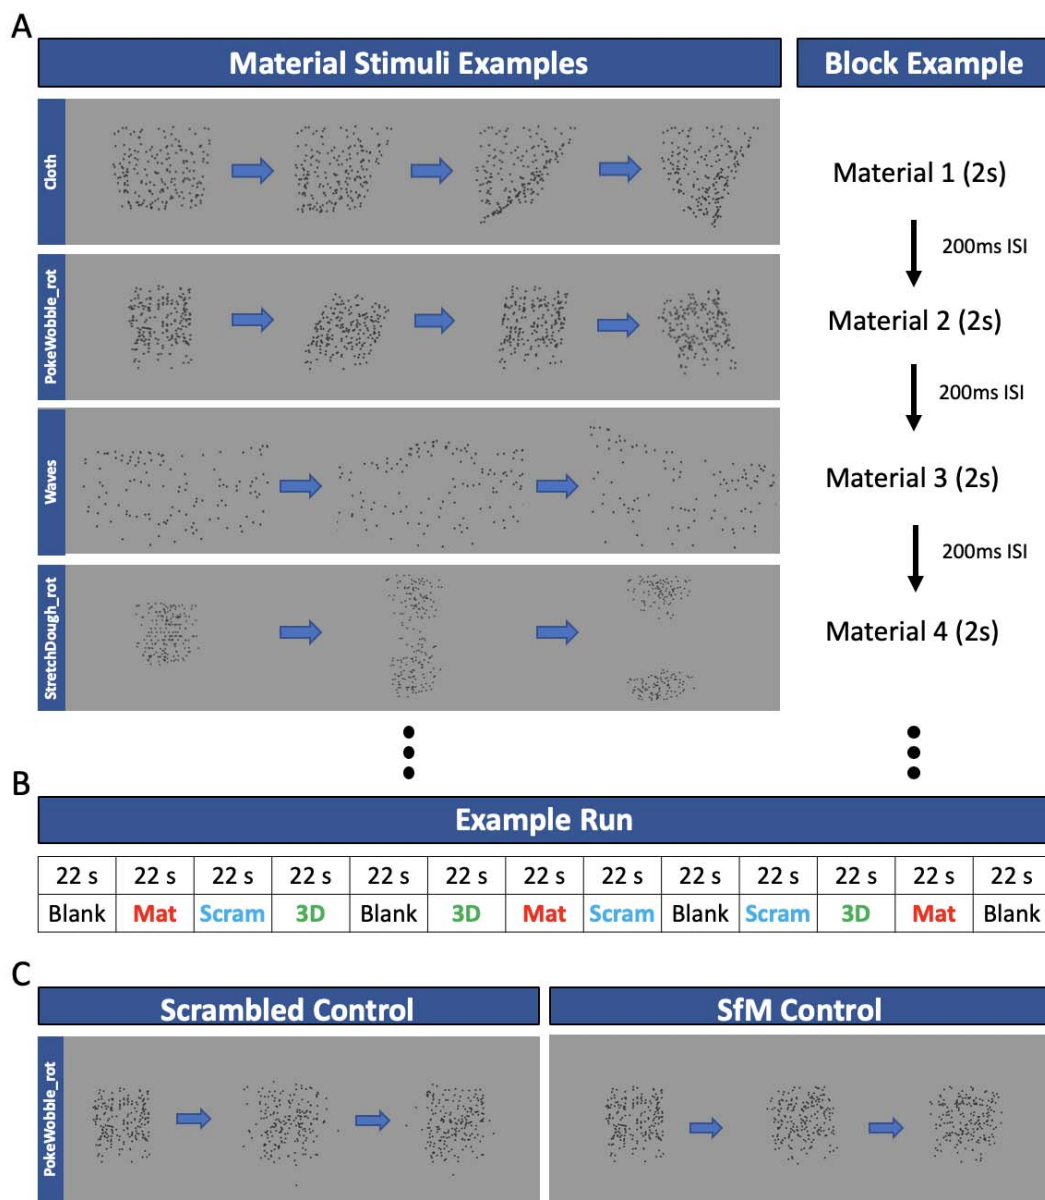 A
Material Stimuli Examples
Block Example
Cloth
PokeWobble_rot
Waves
StretchDough_rot
Material 1 (2s)
200ms ISI
Material 2 (2s)
200ms ISI
Material 3 (2s)
200ms ISI
Material 4 (2s)
B
Example Run
22 s 22 s 22 s 22 s 22 s 22 s 22 s 22 s 22 s 22 s 22 s 22 s 22 s
Blank Mat Scram 3D Blank 3D Mat Scram Blank Scram 3D Mat Blank
C
Scrambled Control
SfM Control
PokeWobble_rot